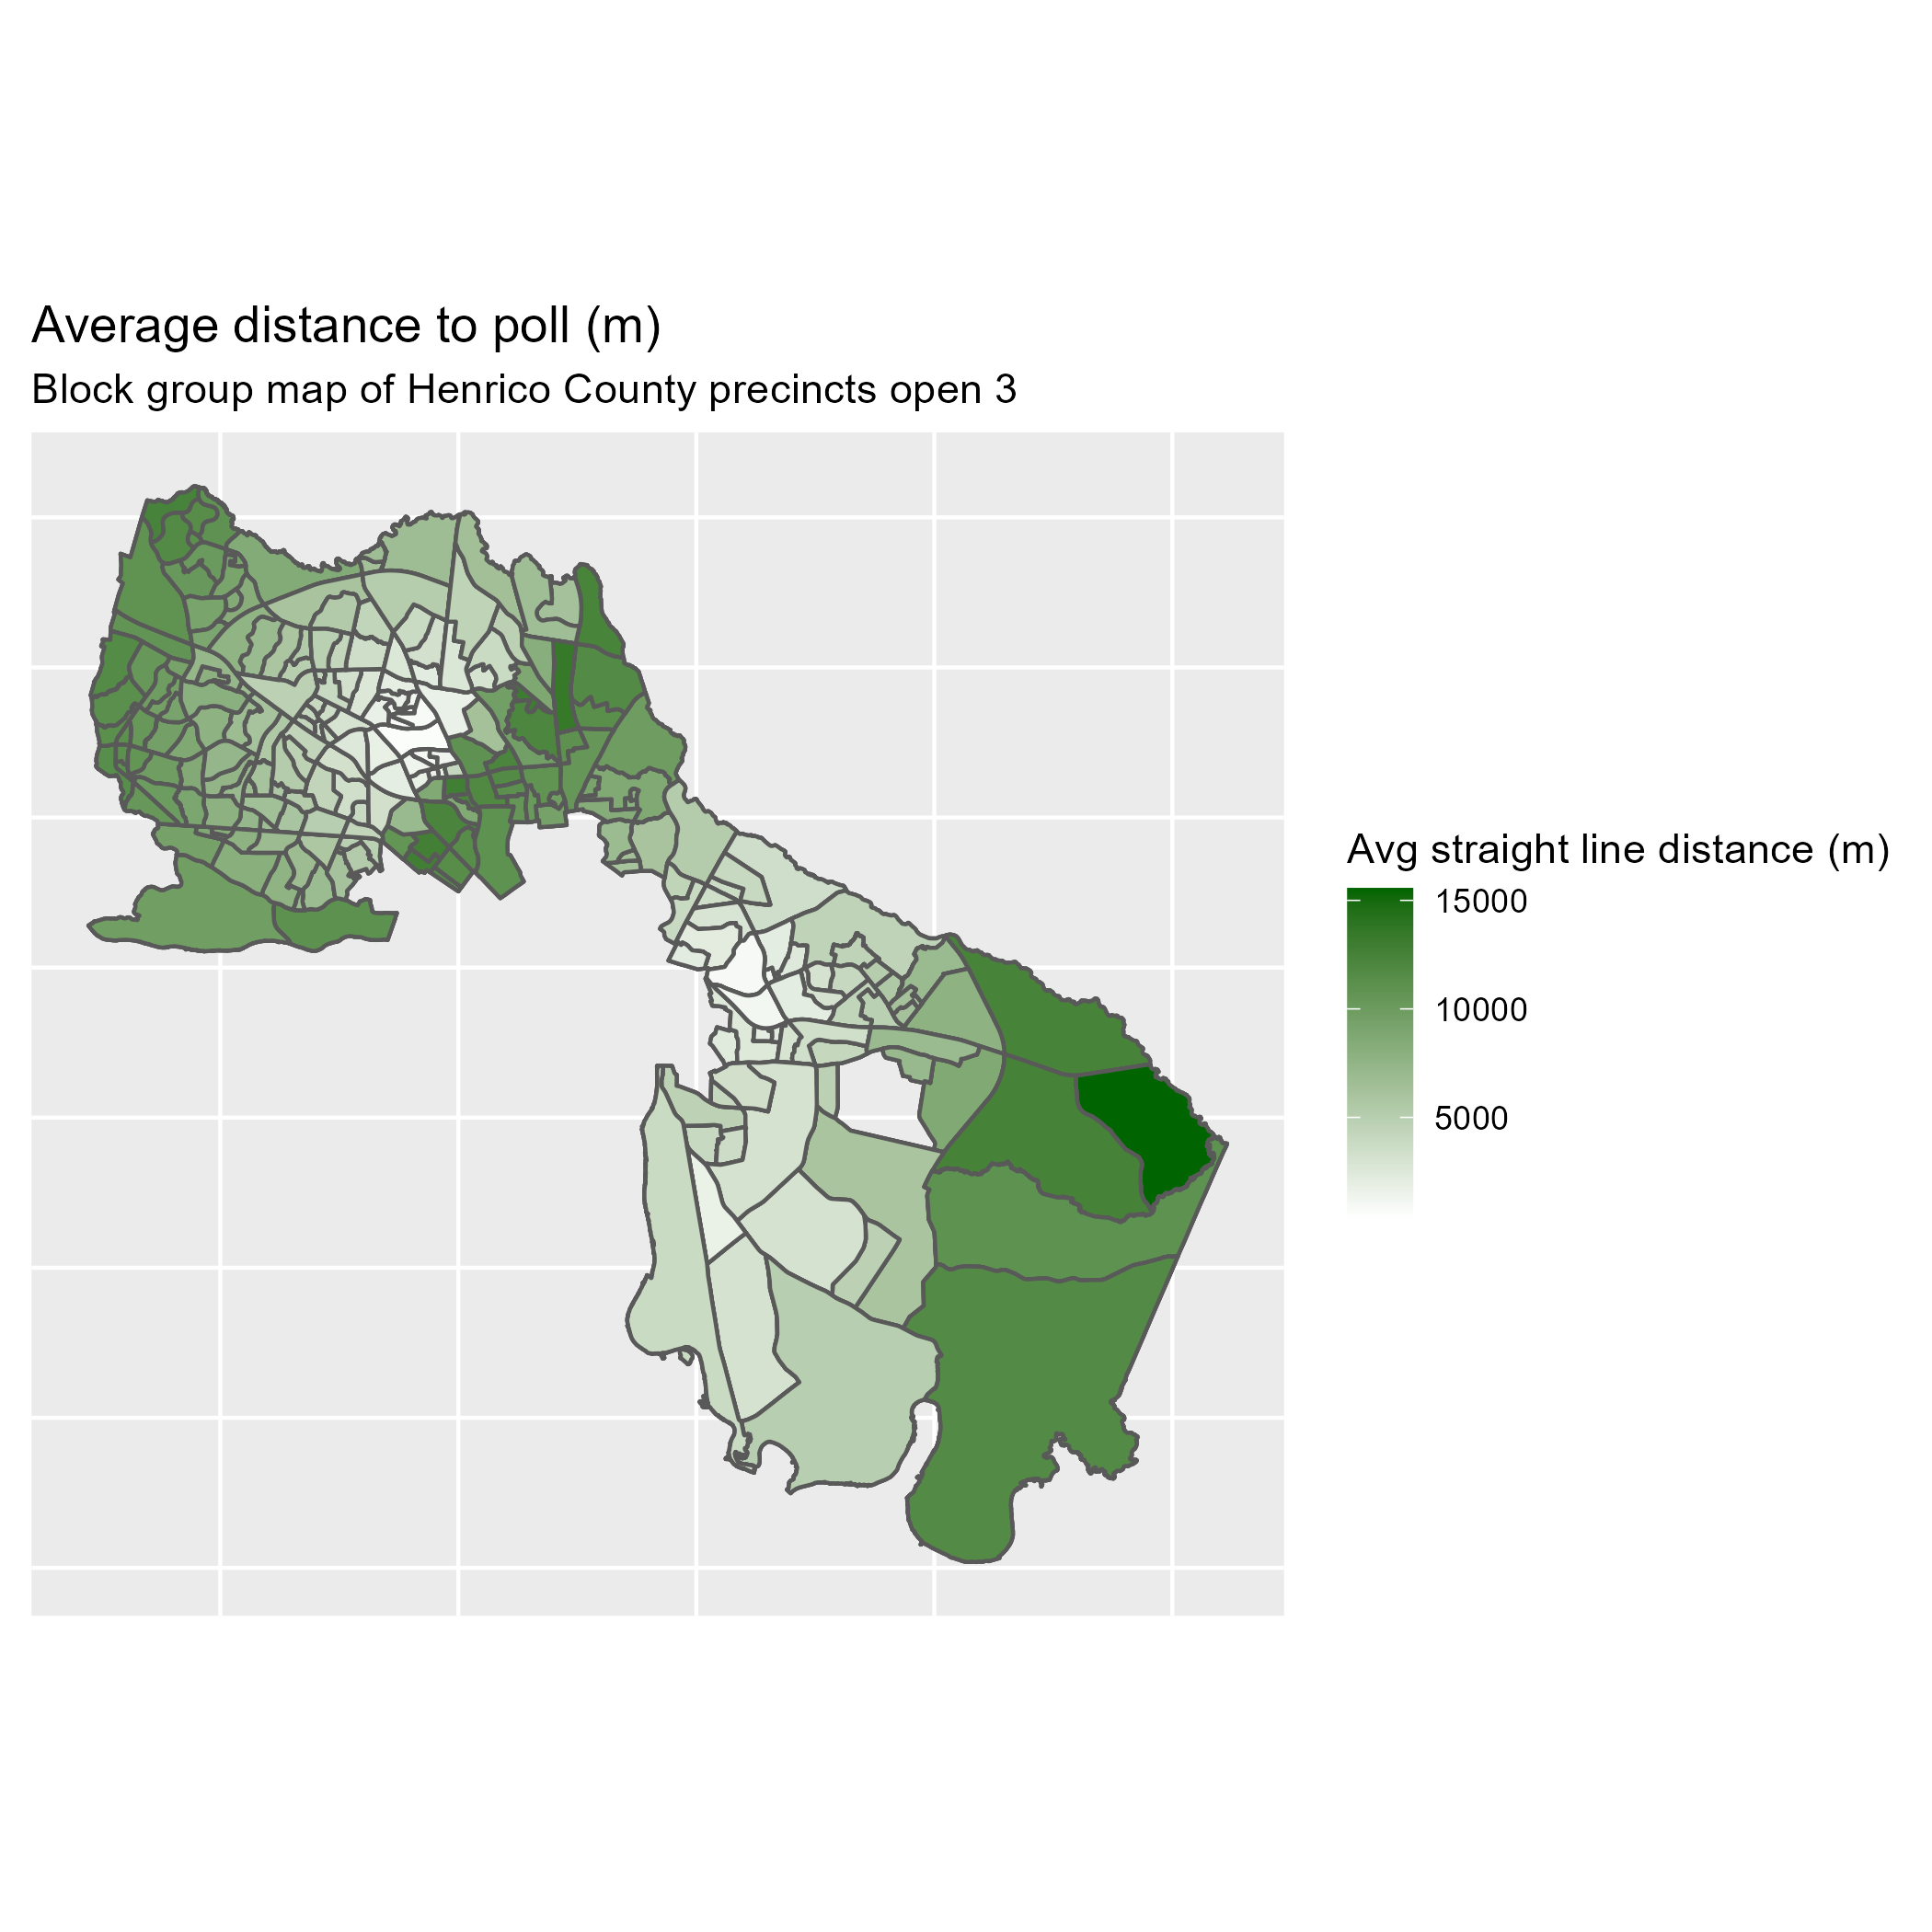 Average distance to poll (m)
Block group map of Henrico County precincts open 3
Avg straight line distance (m)
15000
10000
5000